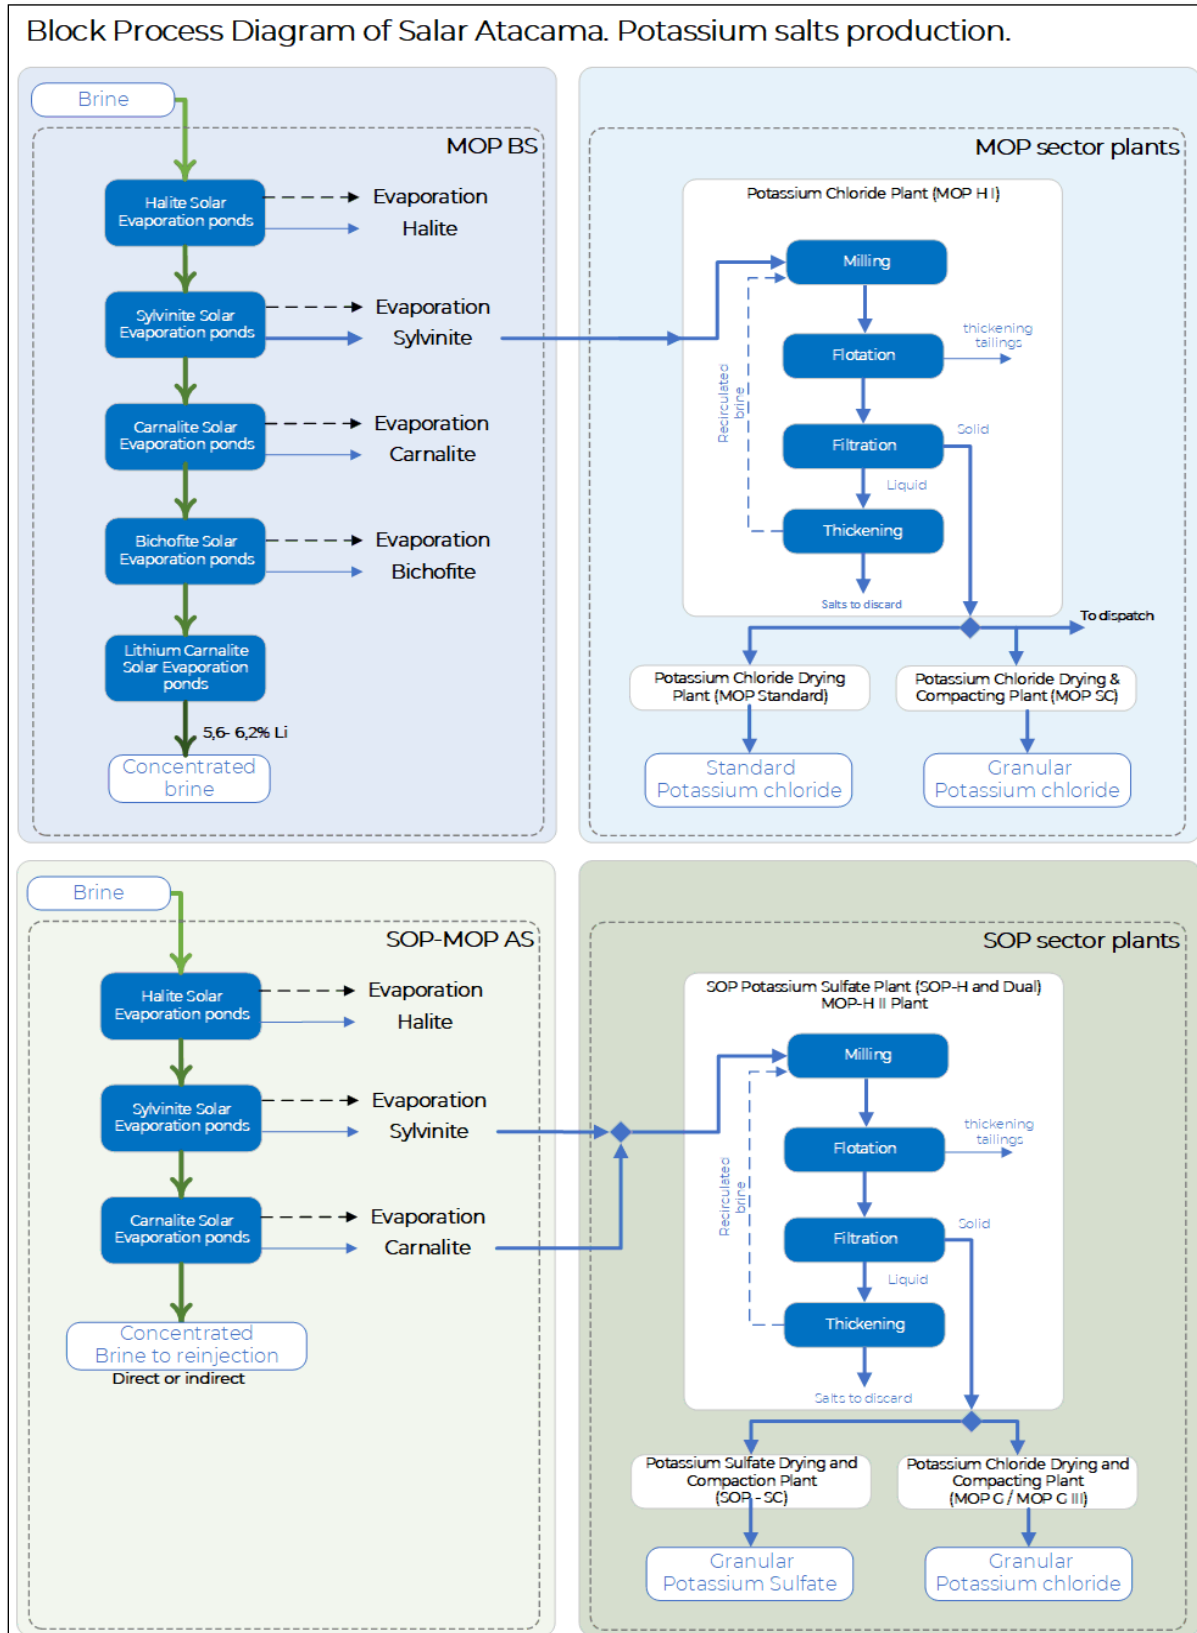 Block Process Diagram of Salar Atacama. Potassium salts production.
Brine
MOP BS
Halite Solar
Evaporation ponds
Evaporation
Halite
Sylvinite Solar
Evaporation ponds
Evaporation
Sylvinite
Carnalite Solar
Evaporation ponds
Evaporation
Carnalite
Bichofite Solar
Evaporation ponds
Evaporation
Bichofite
Lithium Carnalite
Solar Evaporation
ponds
5,6- 6,2% Li
Concentrated
brine
MOP sector plants
Potassium Chloride Plant (MOP H I)
Milling
Flotation
thickening
tailings
Recirculated
brine
Filtration
Solid
Liquid
Thickening
Salts to discard
To dispatch
Potassium Chloride Drying
Plant (MOP Standard)
Potassium Chloride Drying &
Compacting Plant (MOP SC)
Standard
Potassium chloride
Granular
Potassium chloride
Brine
SOP-MOP AS
Halite Solar
Evaporation ponds
Evaporation
Halite
Sylvinite Solar
Evaporation ponds
Evaporation
Sylvinite
Carnalite Solar
Evaporation ponds
Evaporation
Carnalite
Concentrated
Brine to reinjection
Direct or indirect
SOP sector plants
SOP Potassium Sulfate Plant (SOP-H and Dual)
MOP-H II Plant
Milling
Flotation
thickening
tailings
Recirculated
brine
Filtration
Solid
Liquid
Thickening
Salts to discard
Potassium Sulfate Drying and
Compaction Plant
(SOP - SC)
Potassium Chloride Drying and
Compacting Plant
(MOP G / MOP G III)
Granular
Potassium Sulfate
Granular
Potassium chloride